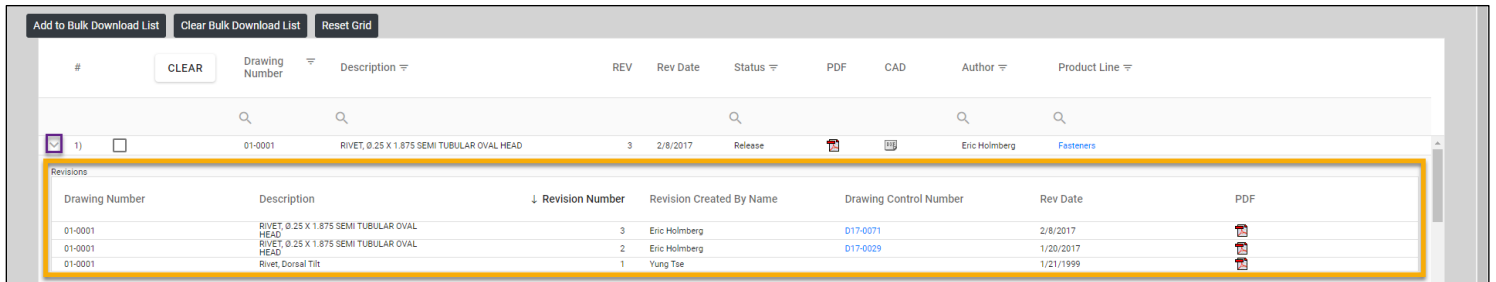 Add to Bulk Download List Clear Bulk Download List Reset Grid
# CLEAR Drawing Number Description REV Rev Date Status PDF CAD Author Product Line
1) 01-0001 RIVET, Ø.25 X 1.875 SEMI TUBULAR OVAL HEAD 3 2/8/2017 Release Eric Holmberg Fasteners
Revisions
Drawing Number Description ↓ Revision Number Revision Created By Name Drawing Control Number Rev Date PDF
01-0001 RIVET, Ø.25 X 1.875 SEMI TUBULAR OVAL HEAD 3 Eric Holmberg D17-0071 2/8/2017
01-0001 RIVET, Ø.25 X 1.875 SEMI TUBULAR OVAL HEAD 2 Eric Holmberg D17-0029 1/20/2017
01-0001 Rivet, Dorsal Tilt 1 Yung Tse 1/21/1999